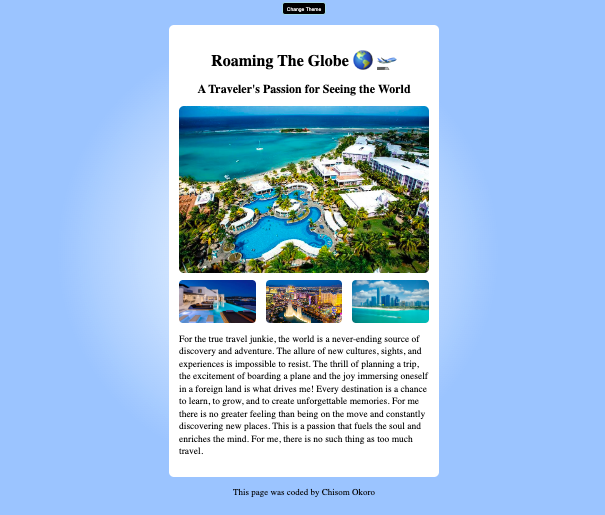 Change Theme
Roaming The Globe 🌎 🛫
A Traveler's Passion for Seeing the World
For the true travel junkie, the world is a never-ending source of
discovery and adventure. The allure of new cultures, sights, and
experiences is impossible to resist. The thrill of planning a trip,
the excitement of boarding a plane and the joy immersing oneself
in a foreign land is what drives me! Every destination is a chance
to learn, to grow, and to create unforgettable memories. For me
there is no greater feeling than being on the move and constantly
discovering new places. This is a passion that fuels the soul and
enriches the mind. For me, there is no such thing as too much
travel.
This page was coded by Chisom Okoro